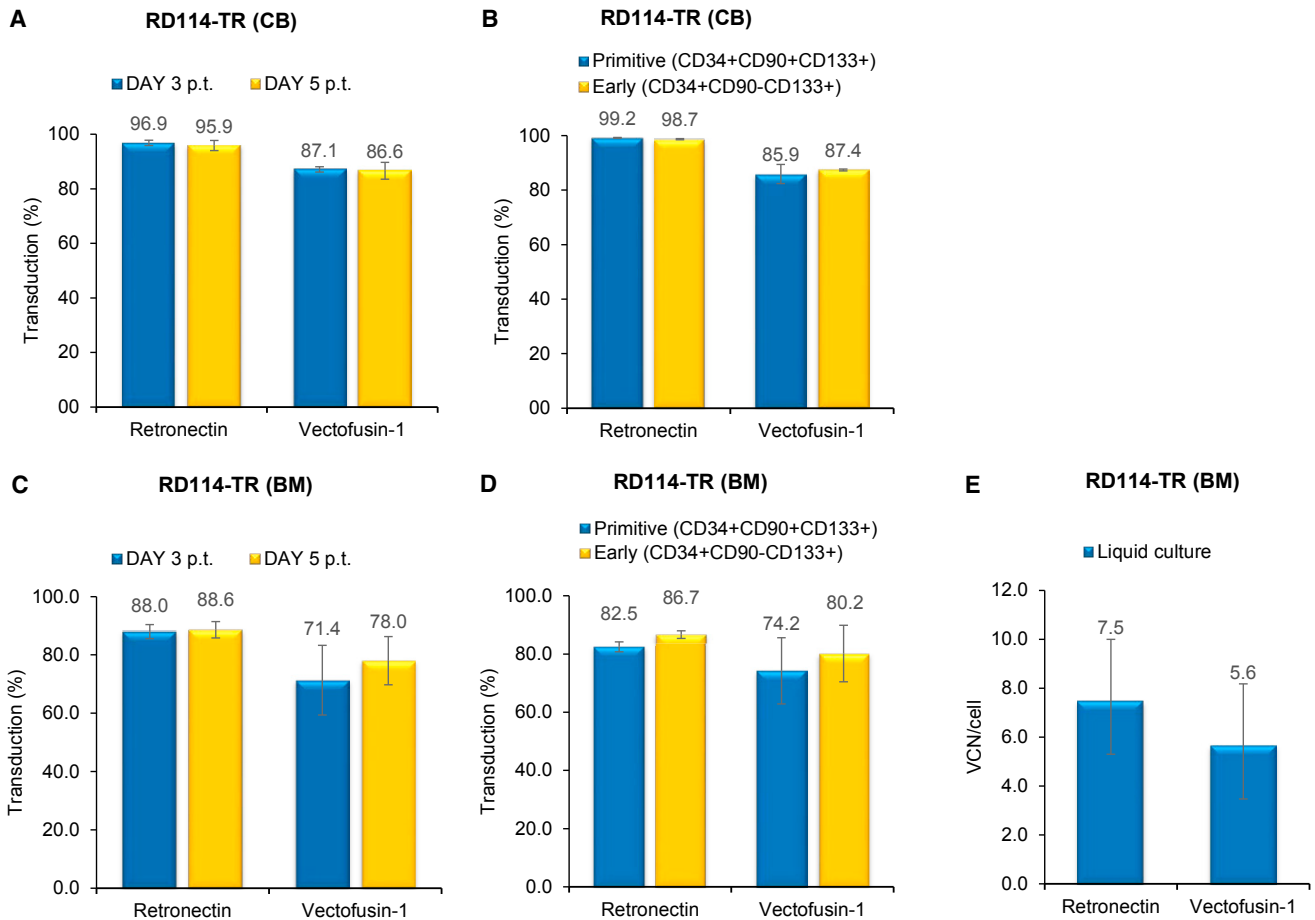 A
RD114-TR (CB)
DAY 3 p.t. DAY 5 p.t.
Transduction (%)
100
80
60
40
20
00
96.9 95.9 87.1 86.6
Retronectin Vectofusin-1
B
RD114-TR (CB)
Primitive (CD34+CD90+CD133+)
Early (CD34+CD90-CD133+)
Transduction (%)
100
80
60
40
20
00
99.2 98.7 85.9 87.4
Retronectin Vectofusin-1
C
RD114-TR (BM)
DAY 3 p.t. DAY 5 p.t.
Transduction (%)
100.0
80.0
60.0
40.0
20.0
0.0
88.0 88.6 71.4 78.0
Retronectin Vectofusin-1
D
RD114-TR (BM)
Primitive (CD34+CD90+CD133+)
Early (CD34+CD90-CD133+)
Transduction (%)
100.0
80.0
60.0
40.0
20.0
0.0
82.5 86.7 74.2 80.2
Retronectin Vectofusin-1
E
RD114-TR (BM)
Liquid culture
VCN/cell
12.0
10.0
8.0
6.0
4.0
2.0
0.0
7.5 5.6
Retronectin Vectofusin-1